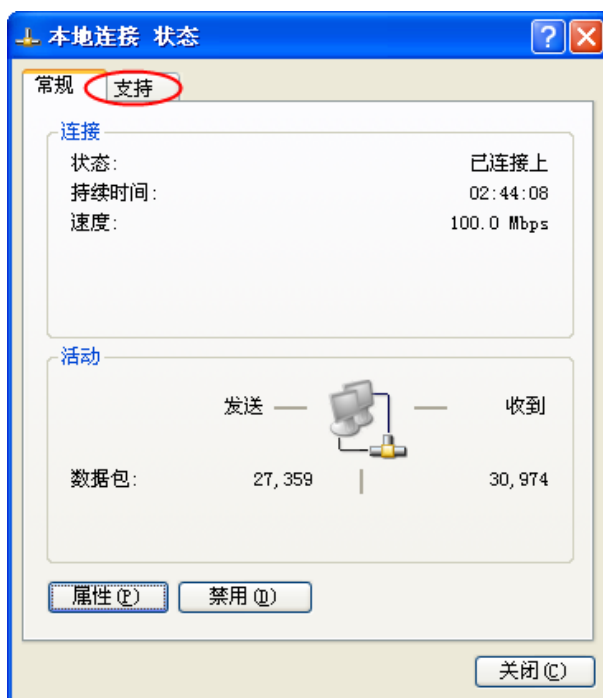 本地连接 状态
常规 支持
连接
状态: 已连接上
持续时间: 02:44:08
速度: 100.0 Mbps
活动
发送 收到
数据包: 27,359 30,974
属性(P) 禁用(D)
关闭(C)